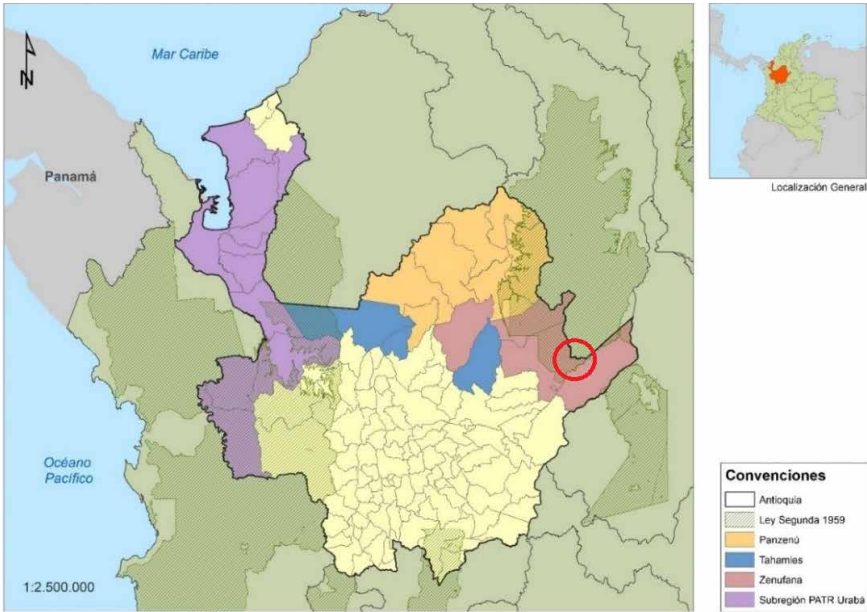 Mar Caribe
N
Panamá
Océano
Pacífico
1:2.500.000
Localización General
Convenciones
Antioquia
Ley Segunda 1959
Panzenú
Tahamies
Zenufana
Subregión PATR Urabá